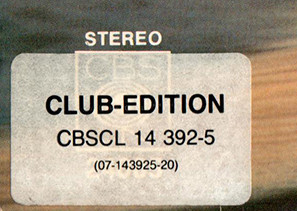 STEREO
CBS
CLUB-EDITION
CBSCL 14 392-5
(07-143925-20)